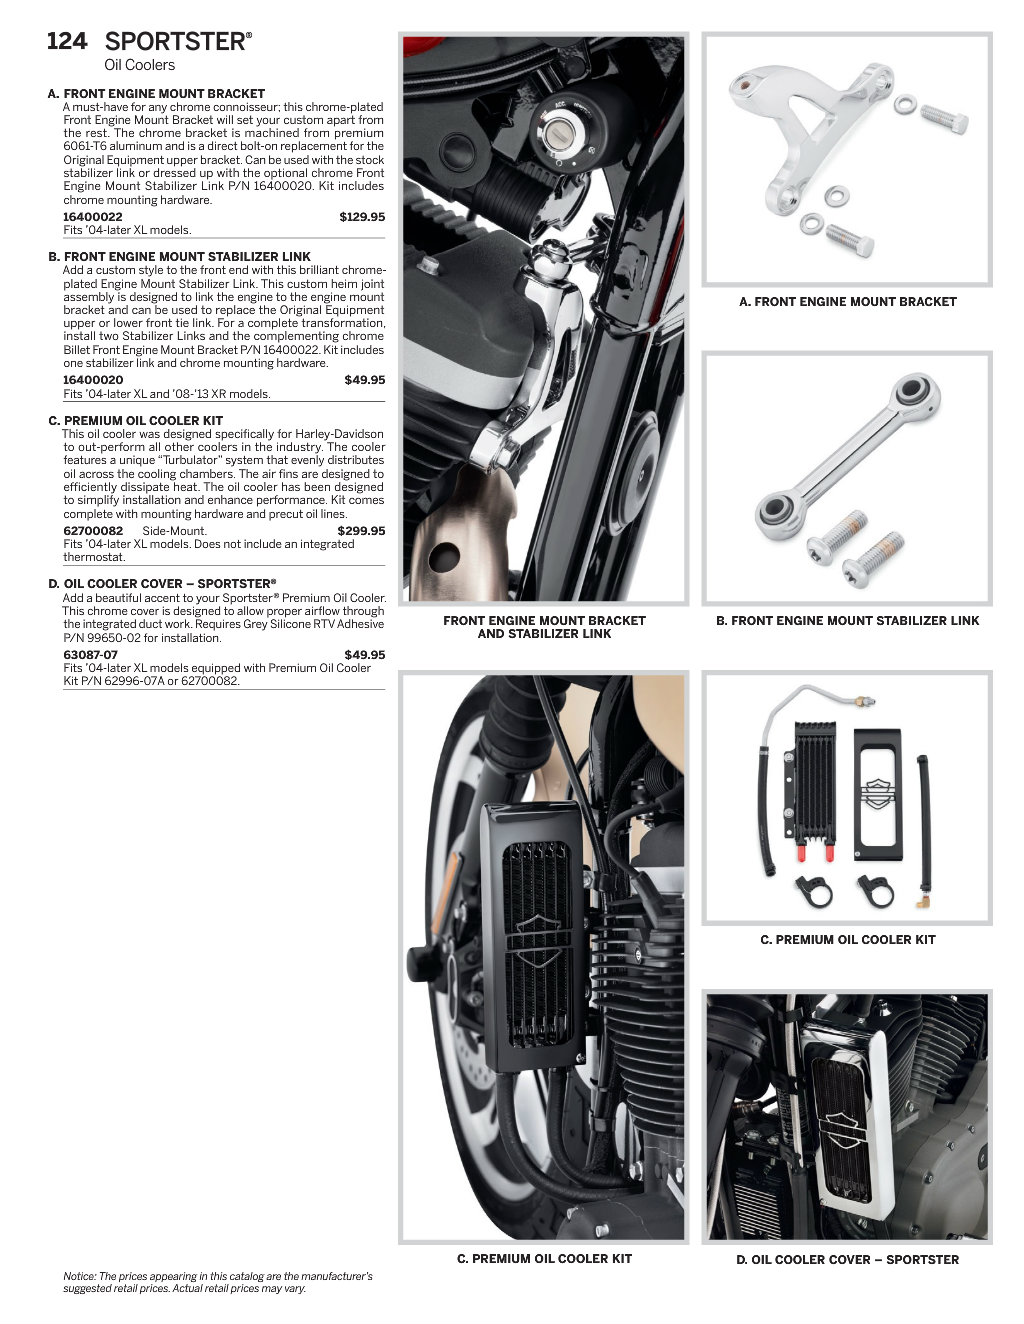 124 SPORTSTER®
Oil Coolers
A. FRONT ENGINE MOUNT BRACKET
A must-have for any chrome connoisseur; this chrome-plated
Front Engine Mount Bracket will set your custom apart from
the rest. The chrome bracket is machined from premium
6061-T6 aluminum and is a direct bolt-on replacement for the
Original Equipment upper bracket. Can be used with the stock
stabilizer link or dressed up with the optional chrome Front
Engine Mount Stabilizer Link P/N 16400020. Kit includes
chrome mounting hardware.
16400022 $129.95
Fits ’04-later XL models.
B. FRONT ENGINE MOUNT STABILIZER LINK
Add a custom style to the front end with this brilliant chrome-
plated Engine Mount Stabilizer Link. This custom heim joint
assembly is designed to link the engine to the engine mount
bracket and can be used to replace the Original Equipment
upper or lower front tie link. For a complete transformation,
install two Stabilizer Links and the complementing chrome
Billet Front Engine Mount Bracket P/N 16400022. Kit includes
one stabilizer link and chrome mounting hardware.
16400020 $49.95
Fits ’04-later XL and ’08-’13 XR models.
C. PREMIUM OIL COOLER KIT
This oil cooler was designed specifically for Harley-Davidson
to out-perform all other coolers in the industry. The cooler
features a unique “Turbulator” system that evenly distributes
oil across the cooling chambers. The air fins are designed to
efficiently dissipate heat. The oil cooler has been designed
to simplify installation and enhance performance. Kit comes
complete with mounting hardware and precut oil lines.
62700082 Side-Mount. $299.95
Fits ’04-later XL models. Does not include an integrated
thermostat.
D. OIL COOLER COVER – SPORTSTER®
Add a beautiful accent to your Sportster® Premium Oil Cooler.
This chrome cover is designed to allow proper airflow through
the integrated duct work. Requires Grey Silicone RTV Adhesive
P/N 99650-02 for installation.
63087-07 $49.95
Fits ’04-later XL models equipped with Premium Oil Cooler
Kit P/N 62996-07A or 62700082.
ACC
FRONT ENGINE MOUNT BRACKET
AND STABILIZER LINK
A. FRONT ENGINE MOUNT BRACKET
B. FRONT ENGINE MOUNT STABILIZER LINK
C. PREMIUM OIL COOLER KIT
C. PREMIUM OIL COOLER KIT
D. OIL COOLER COVER – SPORTSTER
Notice: The prices appearing in this catalog are the manufacturer’s
suggested retail prices. Actual retail prices may vary.